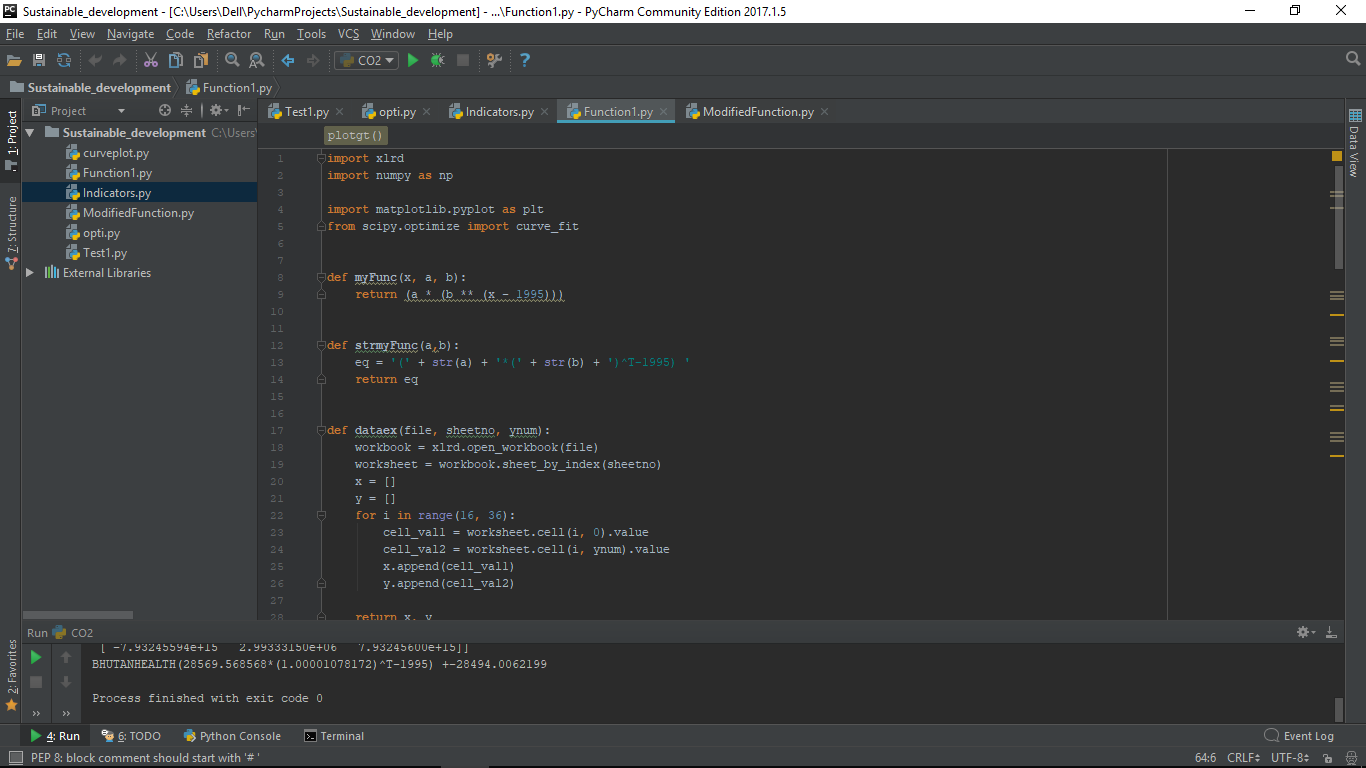 Sustainable_development - [C:\Users\Dell\PycharmProjects\Sustainable_development] - ...\Function1.py - PyCharm Community Edition 2017.1.5
File Edit View Navigate Code Refactor Run Tools VCS Window Help
CO2
Sustainable_development Function1.py
1: Project
7: Structure
2: Favorites
Project
Sustainable_development C:\Users\
curveplot.py
Function1.py
Indicators.py
ModifiedFunction.py
opti.py
Test1.py
External Libraries
Test1.py opti.py Indicators.py Function1.py ModifiedFunction.py
plotgt()
1 import xlrd
2 import numpy as np
3
4 import matplotlib.pyplot as plt
5 from scipy.optimize import curve_fit
6
7
8 def myFunc(x, a, b):
9 return (a * (b ** (x - 1995)))
10
11
12 def strmyFunc(a,b):
13 eq = '(' + str(a) + '*(' + str(b) + ')^T-1995) '
14 return eq
15
16
17 def dataex(file, sheetno, ynum):
18 workbook = xlrd.open_workbook(file)
19 worksheet = workbook.sheet_by_index(sheetno)
20 x = []
21 y = []
22 for i in range(16, 36):
23 cell_val1 = worksheet.cell(i, 0).value
24 cell_val2 = worksheet.cell(i, ynum).value
25 x.append(cell_val1)
26 y.append(cell_val2)
27
28 return x, y
Data View
Run CO2
[ -7.93245594e+15 2.99333150e+06 7.93245600e+15]]
BHUTANHEALTH(28569.568568*(1.00001078172)^T-1995) +-28494.0062199
Process finished with exit code 0
4: Run 6: TODO Python Console Terminal Event Log
PEP 8: block comment should start with '# ' 64:6 CRLF UTF-8